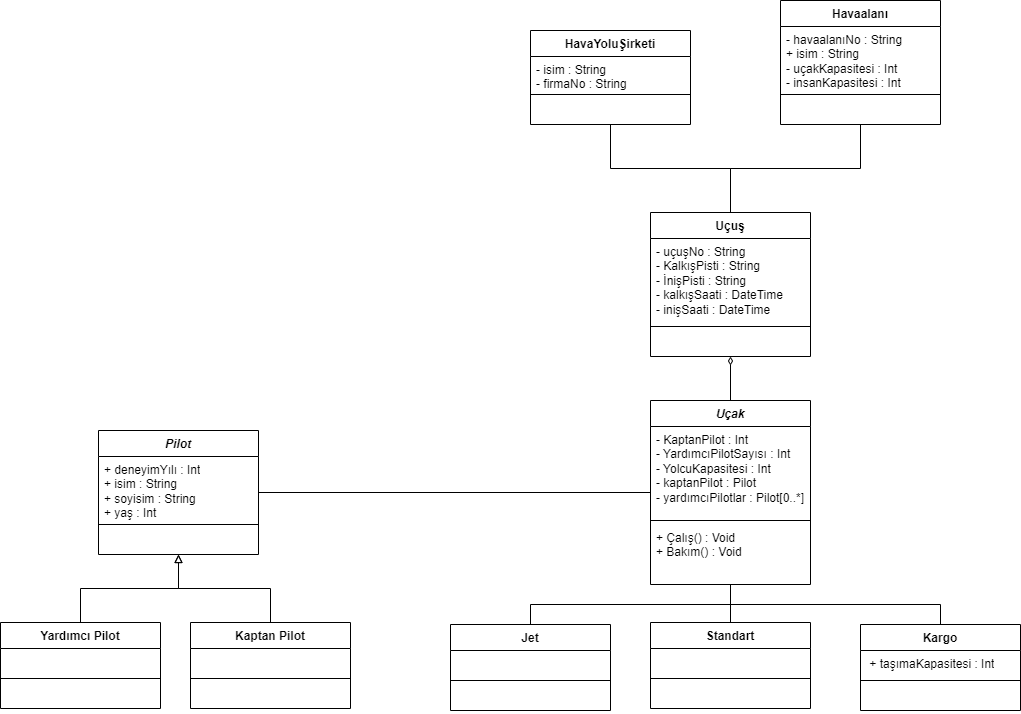 HavaYoluŞirketi
- isim : String
- firmaNo : String
Havaalanı
- havaalanıNo : String
+ isim : String
- uçakKapasitesi : Int
- insanKapasitesi : Int
Uçuş
- uçuşNo : String
- KalkışPisti : String
- İnişPisti : String
- kalkışSaati : DateTime
- inişSaati : DateTime
Uçak
- KaptanPilot : Int
- YardımcıPilotSayısı : Int
- YolcuKapasitesi : Int
- kaptanPilot : Pilot
- yardımcıPilotlar : Pilot[0..*]
+ Çalış() : Void
+ Bakım() : Void
Pilot
+ deneyimYılı : Int
+ isim : String
+ soyisim : String
+ yaş : Int
Yardımcı Pilot
Kaptan Pilot
Jet
Standart
Kargo
+ taşımaKapasitesi : Int